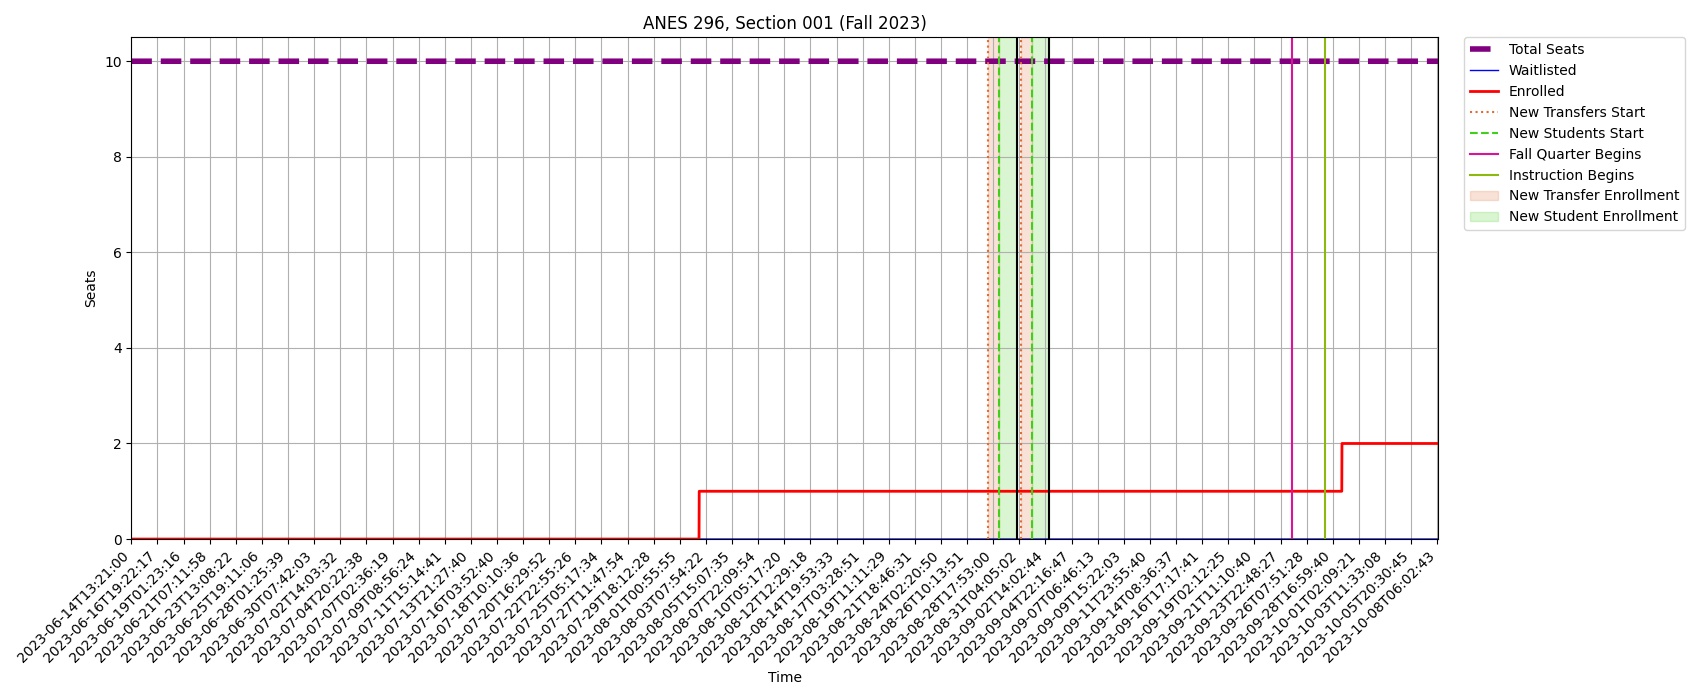 ANES 296, Section 001 (Fall 2023)
10
8
6
4
2
0
Seats
2023-06-14T13:21:00
2023-06-16T19:22:17
2023-06-19T01:23:16
2023-06-21T07:11:58
2023-06-23T13:08:22
2023-06-25T19:11:06
2023-06-28T01:25:39
2023-06-30T07:42:03
2023-07-02T14:03:32
2023-07-04T20:22:38
2023-07-07T02:36:19
2023-07-09T08:56:24
2023-07-11T15:14:41
2023-07-13T21:27:40
2023-07-16T03:52:40
2023-07-18T10:10:36
2023-07-20T16:29:52
2023-07-22T22:55:26
2023-07-25T05:17:34
2023-07-27T11:47:54
2023-07-29T18:12:28
2023-08-01T00:55:55
2023-08-03T07:54:22
2023-08-05T15:07:35
2023-08-07T22:09:54
2023-08-10T05:17:20
2023-08-12T12:29:18
2023-08-14T19:53:33
2023-08-17T03:28:51
2023-08-19T11:11:29
2023-08-21T18:46:31
2023-08-24T02:20:50
2023-08-26T10:13:51
2023-08-28T17:53:00
2023-08-31T04:05:02
2023-09-02T14:02:44
2023-09-04T22:16:47
2023-09-07T06:46:13
2023-09-09T15:22:03
2023-09-11T23:55:40
2023-09-14T08:36:37
2023-09-16T17:17:41
2023-09-19T02:12:25
2023-09-21T11:10:40
2023-09-23T22:48:27
2023-09-26T07:51:28
2023-09-28T16:59:40
2023-10-01T02:09:21
2023-10-03T11:33:08
2023-10-05T20:30:45
2023-10-08T06:02:43
Time
Total Seats
Waitlisted
Enrolled
New Transfers Start
New Students Start
Fall Quarter Begins
Instruction Begins
New Transfer Enrollment
New Student Enrollment